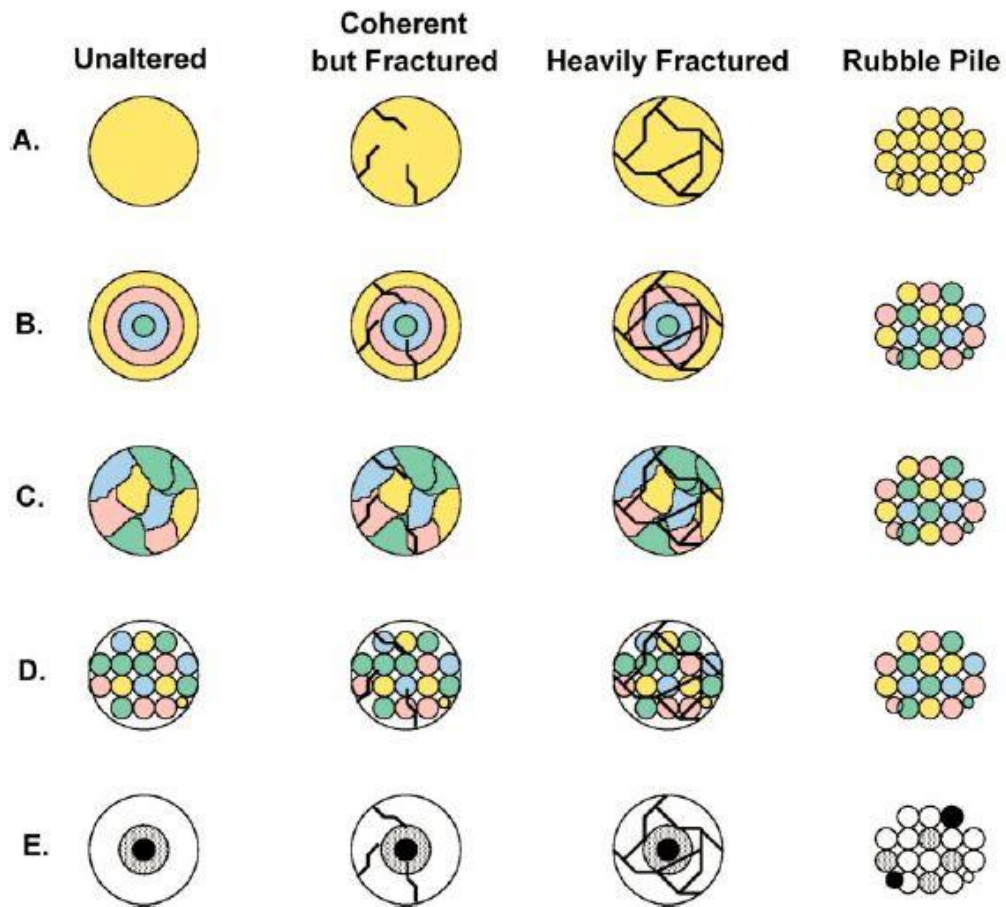 Unaltered
Coherent
but Fractured
Heavily Fractured
Rubble Pile
A.
B.
C.
D.
E.